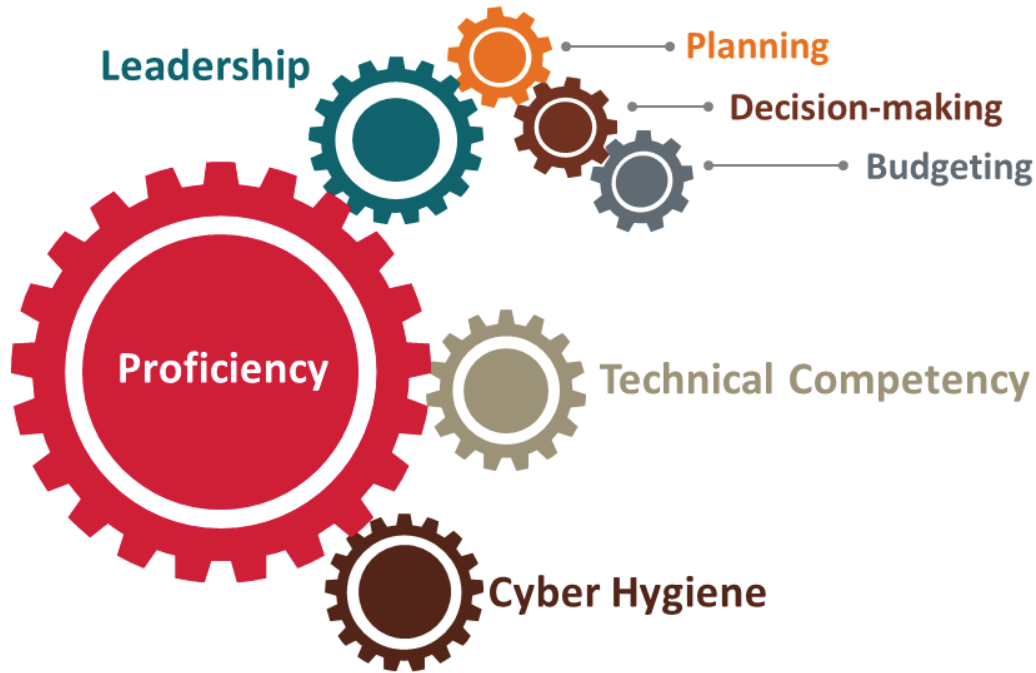 Leadership
Planning
Decision-making
Budgeting
Proficiency
Technical Competency
Cyber Hygiene